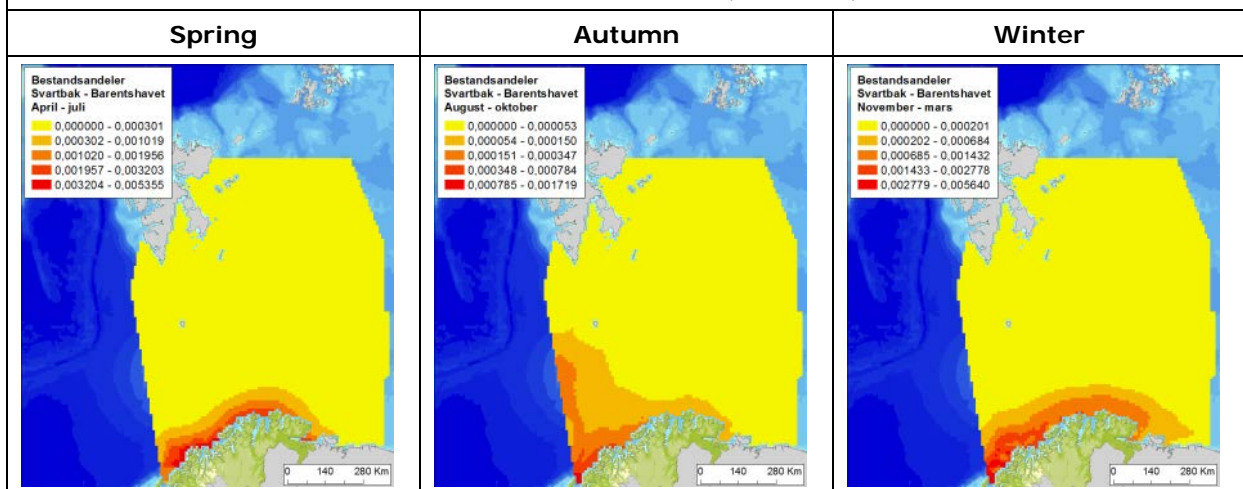 Spring
Autumn
Winter
Bestandsandeler
Svartbak - Barentshavet
April - juli
0,000000 - 0,000301
0,000302 - 0,001019
0,001020 - 0,001956
0,001957 - 0,003203
0,003204 - 0,005355
0 140 280 Km
Bestandsandeler
Svartbak - Barentshavet
August - oktober
0,000000 - 0,000053
0,000054 - 0,000150
0,000151 - 0,000347
0,000348 - 0,000784
0,000785 - 0,001719
0 140 280 Km
Bestandsandeler
Svartbak - Barentshavet
November - mars
0,000000 - 0,000201
0,000202 - 0,000684
0,000685 - 0,001432
0,001433 - 0,002778
0,002779 - 0,005640
0 140 280 Km